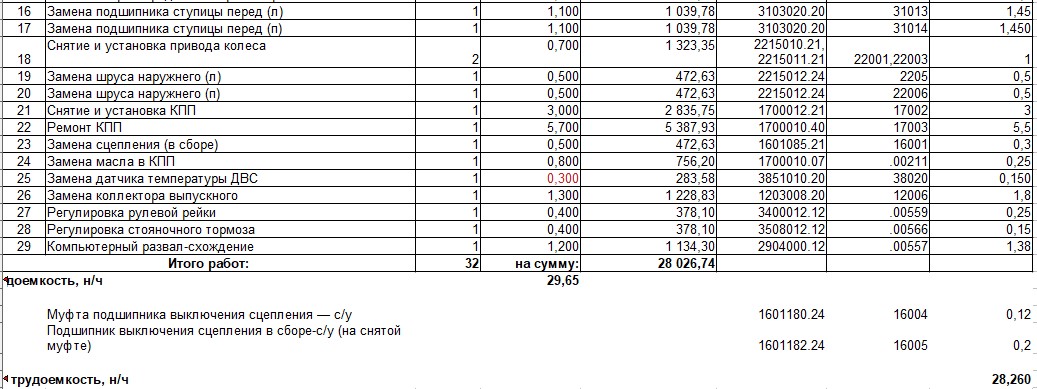 16 Замена подшипника ступицы перед (л) 1 1,100 1 039,78 3103020.20 31013 1,45
17 Замена подшипника ступицы перед (п) 1 1,100 1 039,78 3103020.20 31014 1,450
Снятие и установка привода колеса 0,700 1 323,35 2215010.21,
18 2 2215011.21 22001,22003 1
19 Замена шруса наружнего (л) 1 0,500 472,63 2215012.24 2205 0,5
20 Замена шруса наружнего (п) 1 0,500 472,63 2215012.24 22006 0,5
21 Снятие и установка КПП 1 3,000 2 835,75 1700012.21 17002 3
22 Ремонт КПП 1 5,700 5 387,93 1700010.40 17003 5,5
23 Замена сцепления (в сборе) 1 0,500 472,63 1601085.21 16001 0,3
24 Замена масла в КПП 1 0,800 756,20 1700010.07 .00211 0,25
25 Замена датчика температуры ДВС 1 0,300 283,58 3851010.20 38020 0,150
26 Замена коллектора выпускного 1 1,300 1 228,83 1203008.20 12006 1,8
27 Регулировка рулевой рейки 1 0,400 378,10 3400012.12 .00559 0,25
28 Регулировка стояночного тормоза 1 0,400 378,10 3508012.12 .00566 0,15
29 Компьютерный развал-схождение 1 1,200 1 134,30 2904000.12 .00557 1,38
Итого работ: 32 на сумму: 28 026,74
доемкость, н/ч 29,65
Муфта подшипника выключения сцепления — с/у 1601180.24 16004 0,12
Подшипник выключения сцепления в сборе-с/у (на снятой
муфте) 1601182.24 16005 0,2
трудоемкость, н/ч 28,260